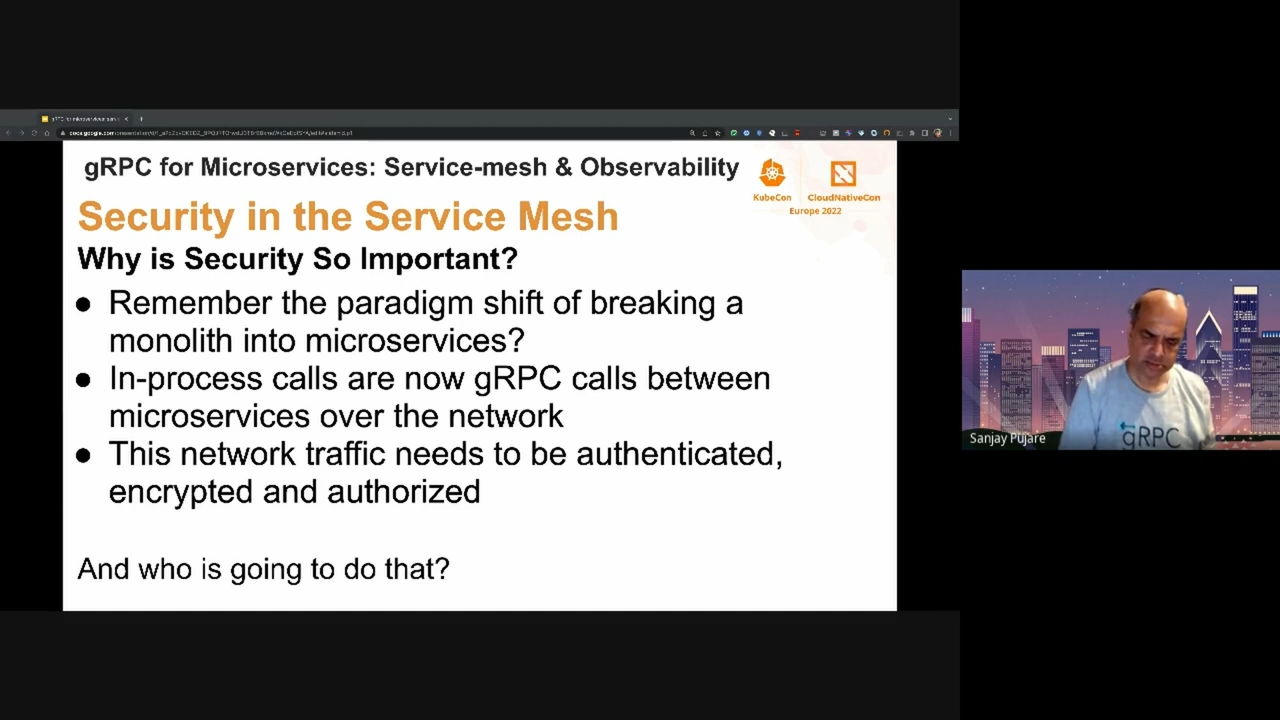 gRPC for Microservices: Service-mesh & Observability
KubeCon
CloudNativeCon
Europe 2022
Security in the Service Mesh
Why is Security So Important?
● Remember the paradigm shift of breaking a
monolith into microservices?
● In-process calls are now gRPC calls between
microservices over the network
● This network traffic needs to be authenticated,
encrypted and authorized
And who is going to do that?
Sanjay Pujare
gRPC